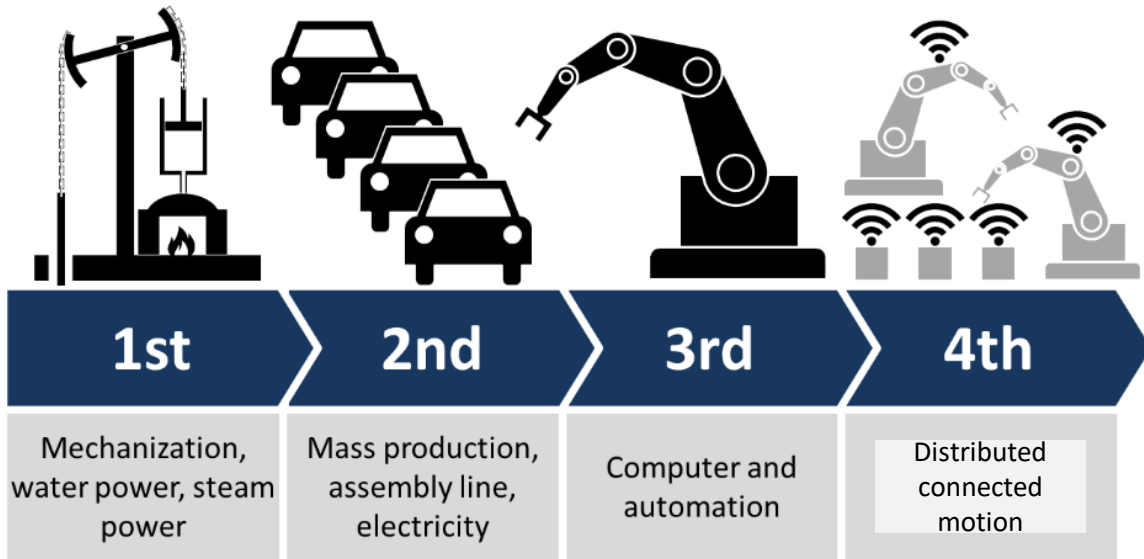 1st
2nd
3rd
4th
Mechanization,
water power, steam
power
Mass production,
assembly line,
electricity
Computer and
automation
Distributed
connected
motion